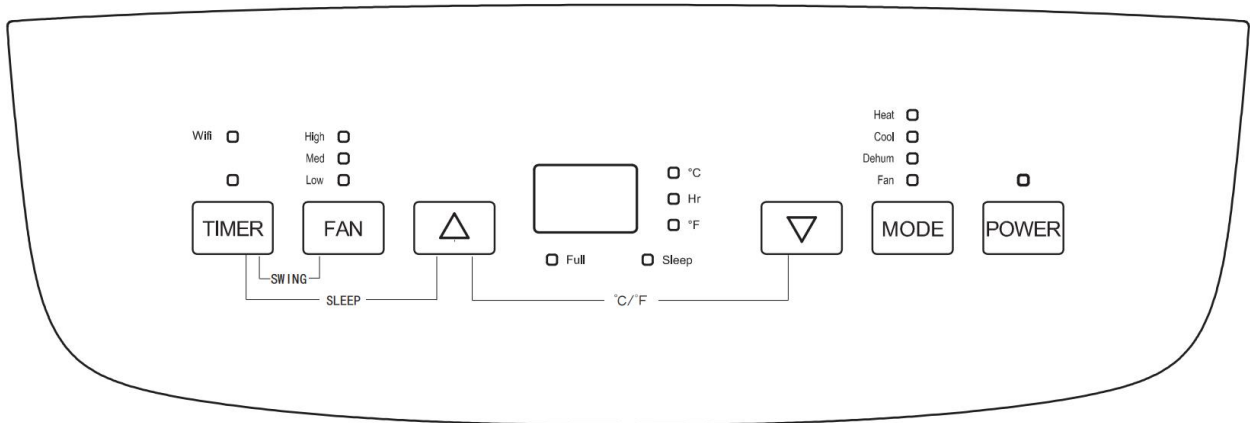 Heat
Wifi High Cool
Med °C Dehum
Low Hr Fan
TIMER FAN °F MODE POWER
Full Sleep
SWING
SLEEP °C/°F